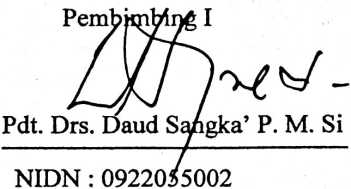 Pembimbing I
Pdt. Drs. Daud Sangka' P. M. Si
NIDN : 0922055002